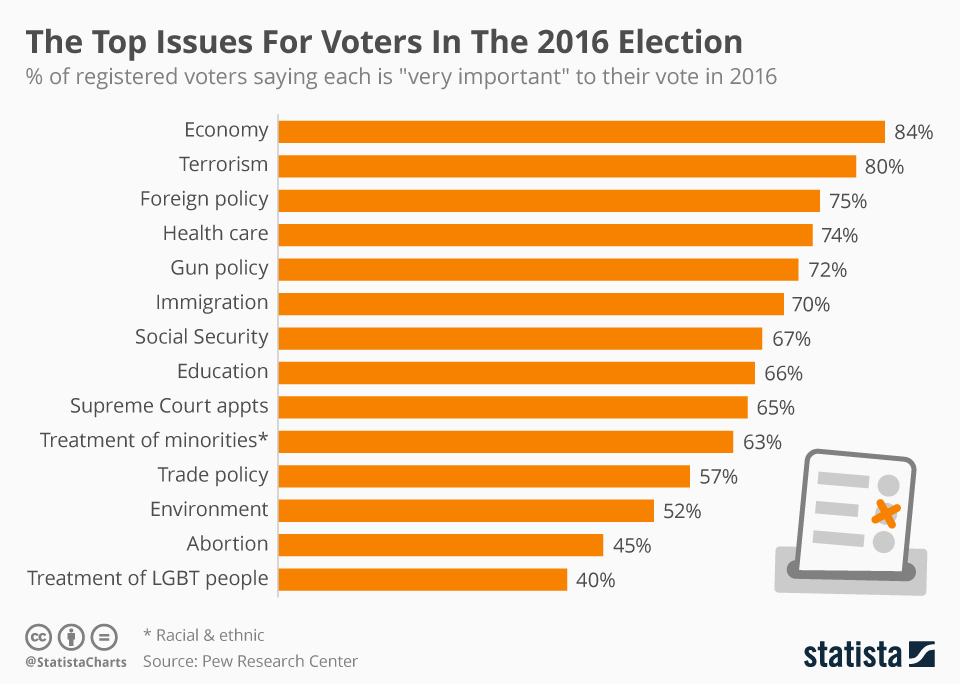 The Top Issues For Voters In The 2016 Election
% of registered voters saying each is "very important" to their vote in 2016
Economy 84%
Terrorism 80%
Foreign policy 75%
Health care 74%
Gun policy 72%
Immigration 70%
Social Security 67%
Education 66%
Supreme Court appts 65%
Treatment of minorities* 63%
Trade policy 57%
Environment 52%
Abortion 45%
Treatment of LGBT people 40%
cc = * Racial & ethnic
@StatistaCharts Source: Pew Research Center
statista